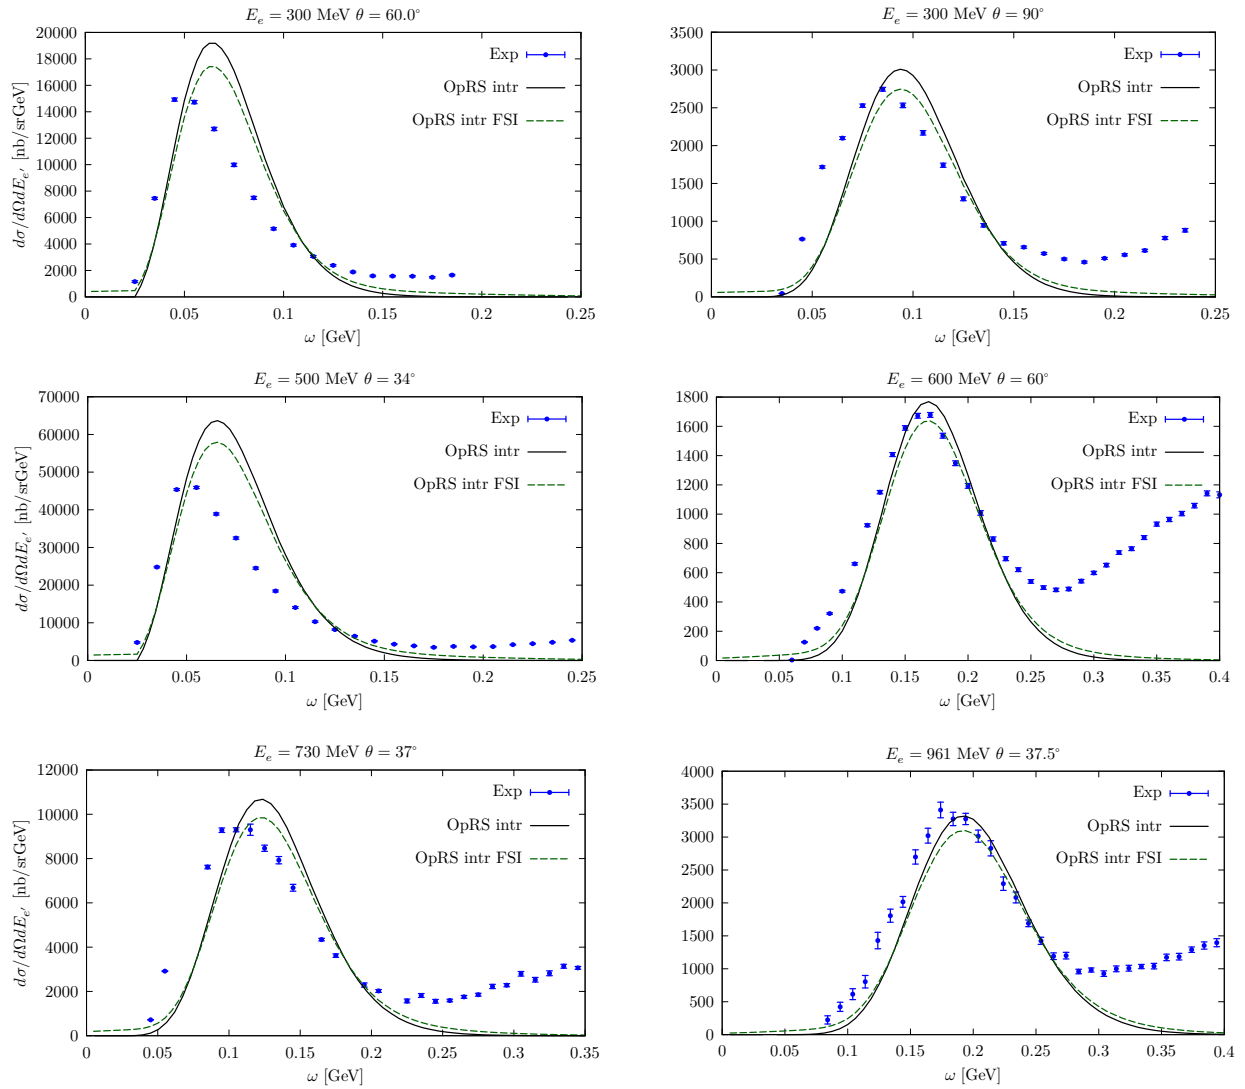 E_e = 300 MeV θ = 60.0°
dσ/dΩdE_e′ [nb/srGeV]
20000
18000
16000
14000
12000
10000
8000
6000
4000
2000
0
Exp
OpRS intr
OpRS intr FSI
0 0.05 0.1 0.15 0.2 0.25
ω [GeV]
E_e = 300 MeV θ = 90°
3500
3000
2500
2000
1500
1000
500
0
Exp
OpRS intr
OpRS intr FSI
0 0.05 0.1 0.15 0.2 0.25
ω [GeV]
E_e = 500 MeV θ = 34°
dσ/dΩdE_e′ [nb/srGeV]
70000
60000
50000
40000
30000
20000
10000
0
Exp
OpRS intr
OpRS intr FSI
0 0.05 0.1 0.15 0.2 0.25
ω [GeV]
E_e = 600 MeV θ = 60°
1800
1600
1400
1200
1000
800
600
400
200
0
Exp
OpRS intr
OpRS intr FSI
0 0.05 0.1 0.15 0.2 0.25 0.3 0.35 0.4
ω [GeV]
E_e = 730 MeV θ = 37°
dσ/dΩdE_e′ [nb/srGeV]
12000
10000
8000
6000
4000
2000
0
Exp
OpRS intr
OpRS intr FSI
0 0.05 0.1 0.15 0.2 0.25 0.3 0.35
ω [GeV]
E_e = 961 MeV θ = 37.5°
4000
3500
3000
2500
2000
1500
1000
500
0
Exp
OpRS intr
OpRS intr FSI
0 0.05 0.1 0.15 0.2 0.25 0.3 0.35 0.4
ω [GeV]